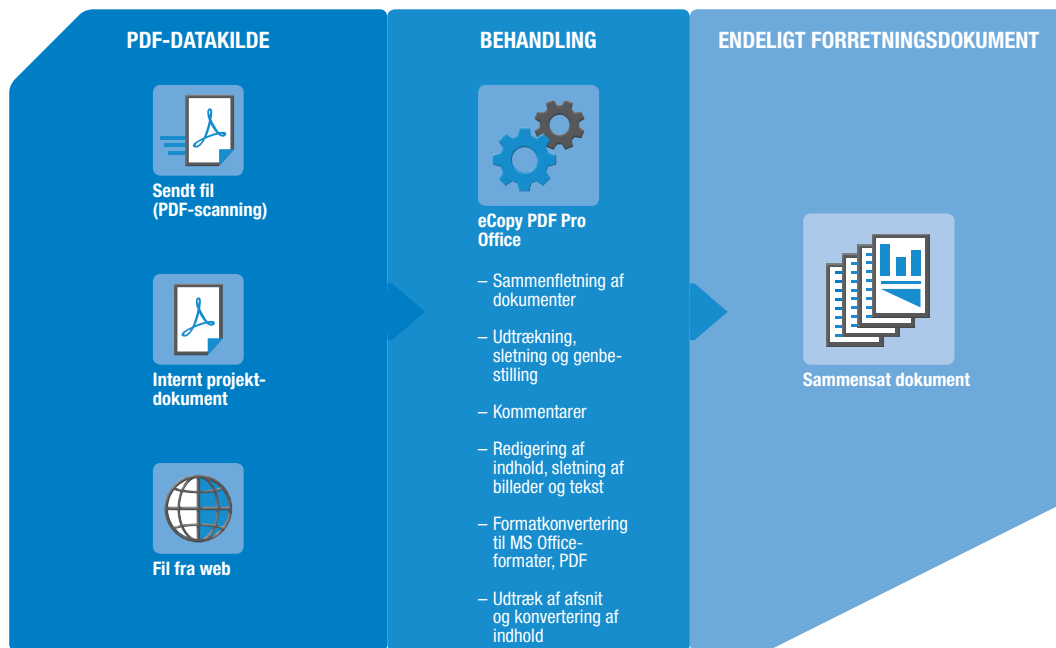 PDF-DATAKILDE
Sendt fil
(PDF-scanning)
Internt projekt-
dokument
Fil fra web
BEHANDLING
eCopy PDF Pro
Office
– Sammenfletning af
dokumenter
– Udtrækning,
sletning og genbe-
stilling
– Kommentarer
– Redigering af
indhold, sletning af
billeder og tekst
– Formatkonvertering
til MS Office-
formater, PDF
– Udtræk af afsnit
og konvertering af
indhold
ENDELIGT FORRETNINGSDOKUMENT
Sammensat dokument